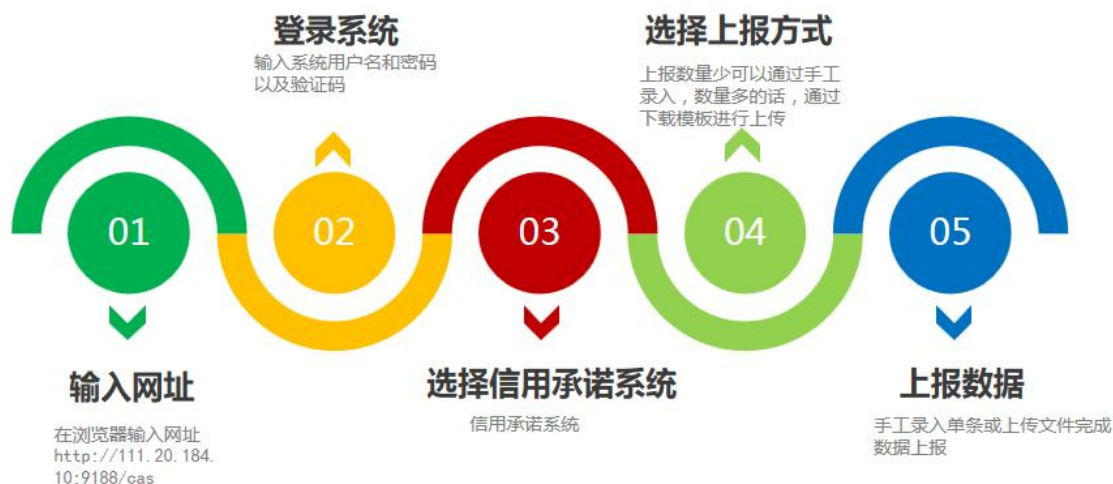 登录系统
输入系统用户名和密码
以及验证码
选择上报方式
上报数量少可以通过手工
录入，数量多的话，通过
下载模板进行上传
01
02
03
04
05
输入网址
在浏览器输入网址
http://111.20.184.
10:9188/cas
选择信用承诺系统
信用承诺系统
上报数据
手工录入单条或上传文件完成
数据上报